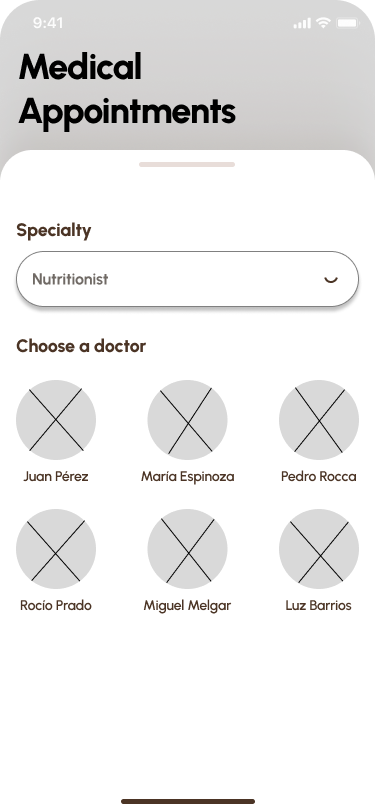 9:41
Medical
Appointments
Specialty
Nutritionist
Choose a doctor
Juan Pérez
María Espinoza
Pedro Rocca
Rocío Prado
Miguel Melgar
Luz Barrios